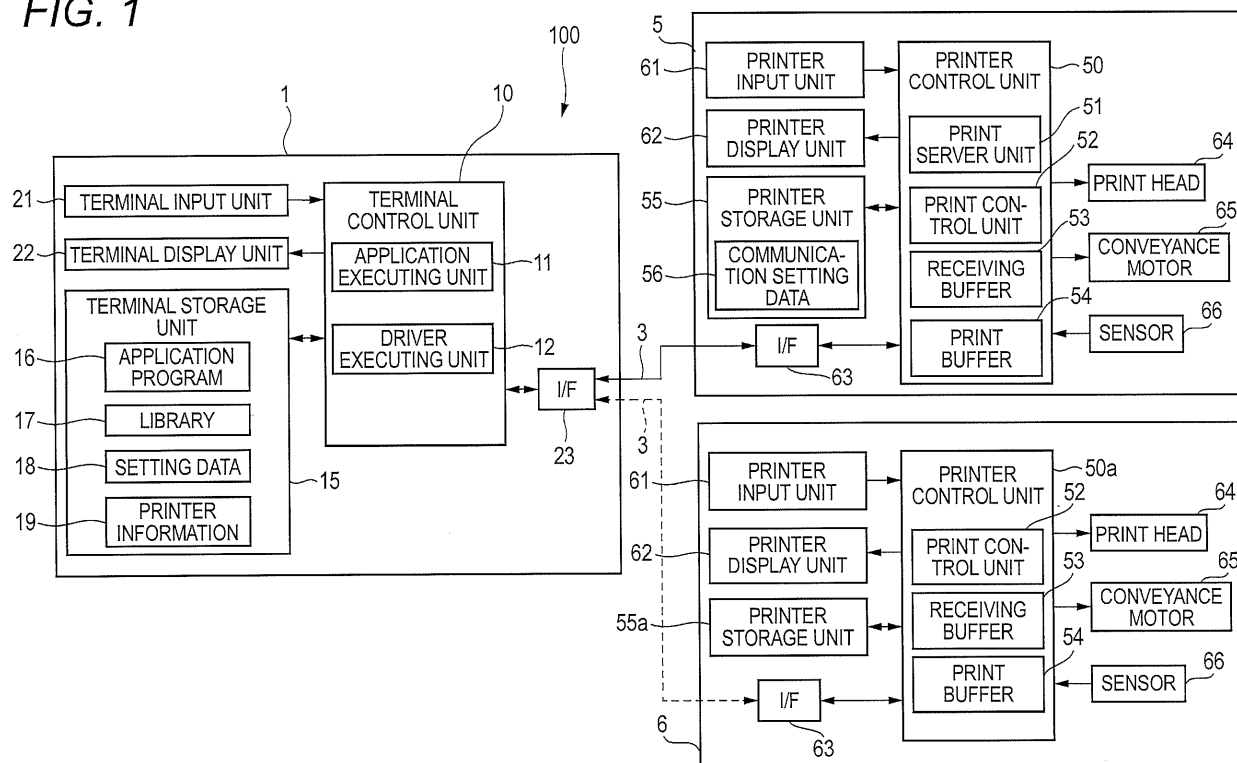 FIG. 1
100
1
10
21
TERMINAL INPUT UNIT
22
TERMINAL DISPLAY UNIT
TERMINAL STORAGE
UNIT
16
APPLICATION
PROGRAM
17
LIBRARY
18
SETTING DATA
19
PRINTER
INFORMATION
15
TERMINAL
CONTROL UNIT
APPLICATION
EXECUTING UNIT
11
DRIVER
EXECUTING UNIT
12
I/F
23
3
3
5
61
PRINTER
INPUT UNIT
62
PRINTER
DISPLAY UNIT
55
PRINTER
STORAGE UNIT
56
COMMUNICA-
TION SETTING
DATA
I/F
63
PRINTER
CONTROL UNIT
50
PRINT
SERVER UNIT
51
PRINT CON-
TROL UNIT
52
RECEIVING
BUFFER
53
PRINT
BUFFER
54
64
PRINT HEAD
65
CONVEYANCE
MOTOR
SENSOR
66
61
PRINTER
INPUT UNIT
62
PRINTER
DISPLAY UNIT
55a
PRINTER
STORAGE UNIT
I/F
63
6
PRINTER
CONTROL UNIT
50a
PRINT CON-
TROL UNIT
52
RECEIVING
BUFFER
53
PRINT
BUFFER
54
64
PRINT HEAD
65
CONVEYANCE
MOTOR
SENSOR
66